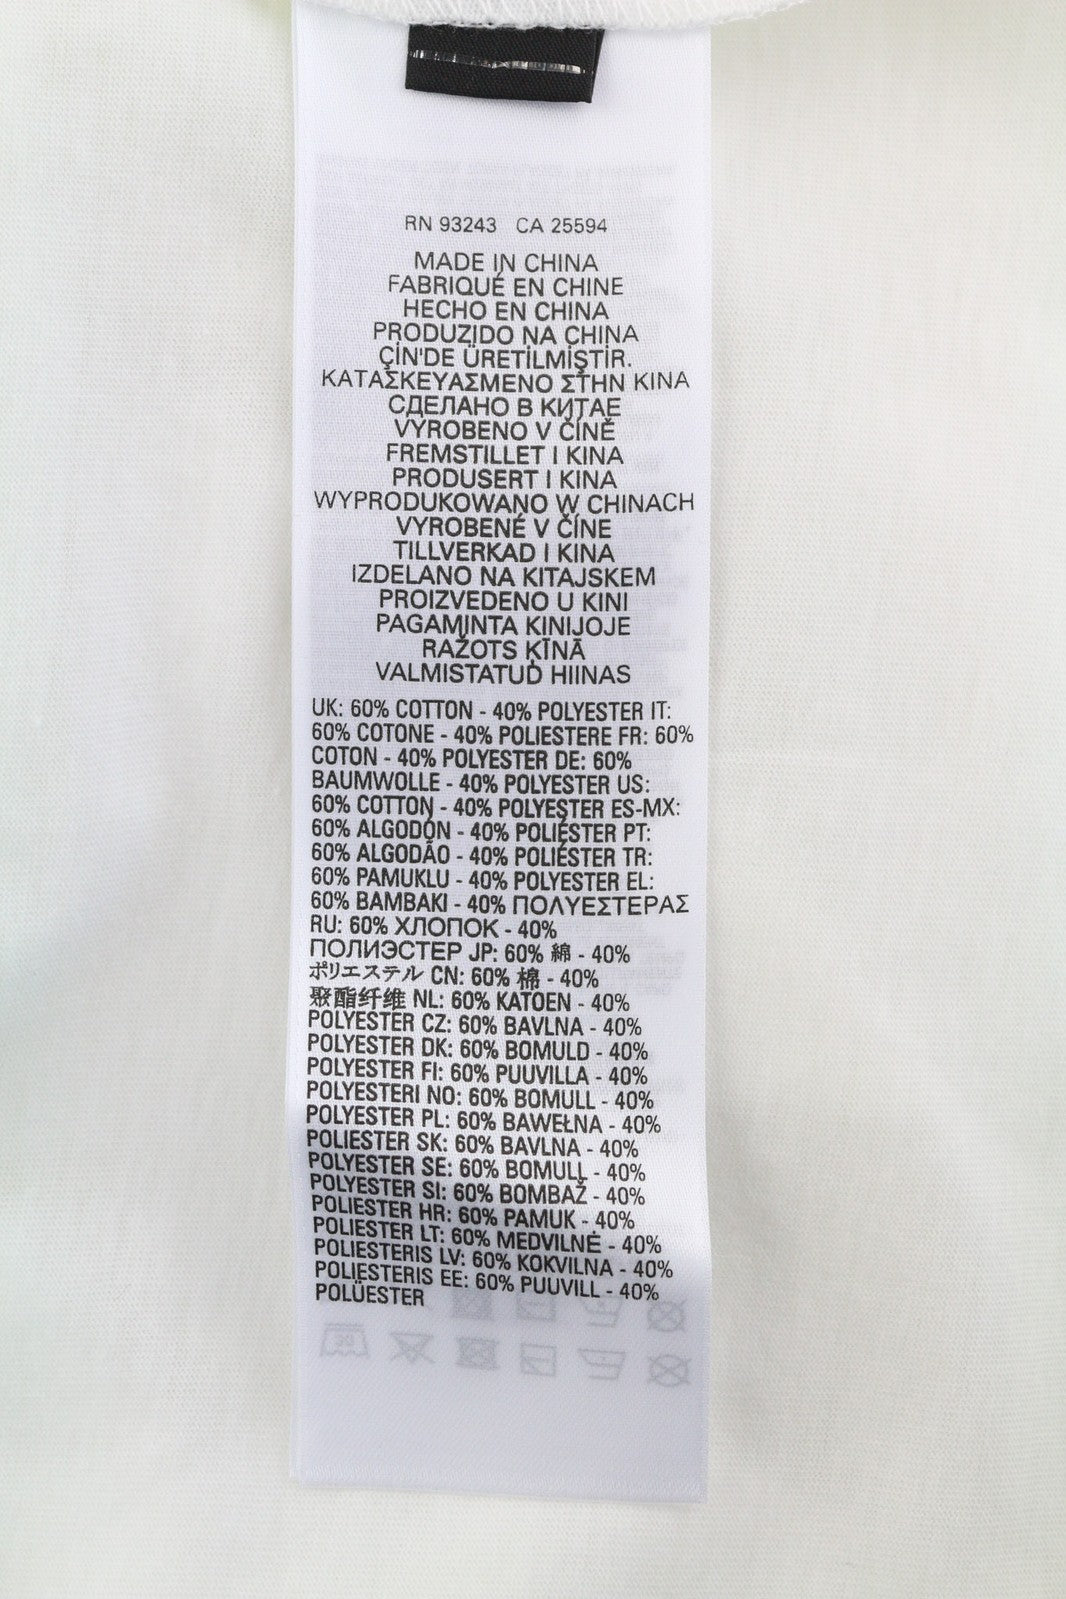 RN 93243 CA 25594
MADE IN CHINA
FABRIQUÉ EN CHINE
HECHO EN CHINA
PRODUZIDO NA CHINA
ÇİN'DE ÜRETİLMİŞTİR.
ΚΑΤΑΣΚΕΥΑΣΜΕΝΟ ΣΤΗΝ ΚΙΝΑ
СДЕЛАНО В КИТАЕ
VYROBENO V ČÍNĚ
FREMSTILLET I KINA
PRODUSERT I KINA
WYPRODUKOWANO W CHINACH
VYROBENÉ V ČÍNE
TILLVERKAD I KINA
IZDELANO NA KITAJSKEM
PROIZVEDENO U KINI
PAGAMINTA KINIJOJE
RAŽOTS ĶĪNĀ
VALMISTATUD HIINAS
UK: 60% COTTON - 40% POLYESTER IT:
60% COTONE - 40% POLIESTERE FR: 60%
COTON - 40% POLYESTER DE: 60%
BAUMWOLLE - 40% POLYESTER US:
60% COTTON - 40% POLYESTER ES-MX:
60% ALGODÓN - 40% POLIÉSTER PT:
60% ALGODÃO - 40% POLIÉSTER TR:
60% PAMUKLU - 40% POLYESTER EL:
60% ΒΑΜΒΑΚΙ - 40% ΠΟΛΥΕΣΤΕΡΑΣ
RU: 60% ХЛОПОК - 40%
ПОЛИЭСТЕР JP: 60% 綿 - 40%
ポリエステル CN: 60% 棉 - 40%
聚酯纤维 NL: 60% KATOEN - 40%
POLYESTER CZ: 60% BAVLNA - 40%
POLYESTER DK: 60% BOMULD - 40%
POLYESTER FI: 60% PUUVILLA - 40%
POLYESTERI NO: 60% BOMULL - 40%
POLYESTER PL: 60% BAWEŁNA - 40%
POLIESTER SK: 60% BAVLNA - 40%
POLYESTER SE: 60% BOMULL - 40%
POLYESTER SI: 60% BOMBAŽ - 40%
POLIESTER HR: 60% PAMUK - 40%
POLIESTER LT: 60% MEDVILNĖ - 40%
POLIESTERIS LV: 60% KOKVILNA - 40%
POLIESTERIS EE: 60% PUUVILL - 40%
POLÜESTER